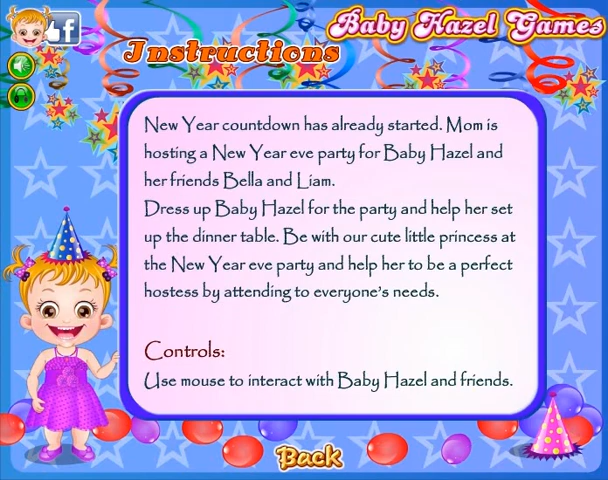 f
Baby Hazel Games
Instructions
New Year countdown has already started. Mom is
hosting a New Year eve party for Baby Hazel and
her friends Bella and Liam.
Dress up Baby Hazel for the party and help her set
up the dinner table. Be with our cute little princess at
the New Year eve party and help her to be a perfect
hostess by attending to everyone's needs.
Controls:
Use mouse to interact with Baby Hazel and friends.
Back